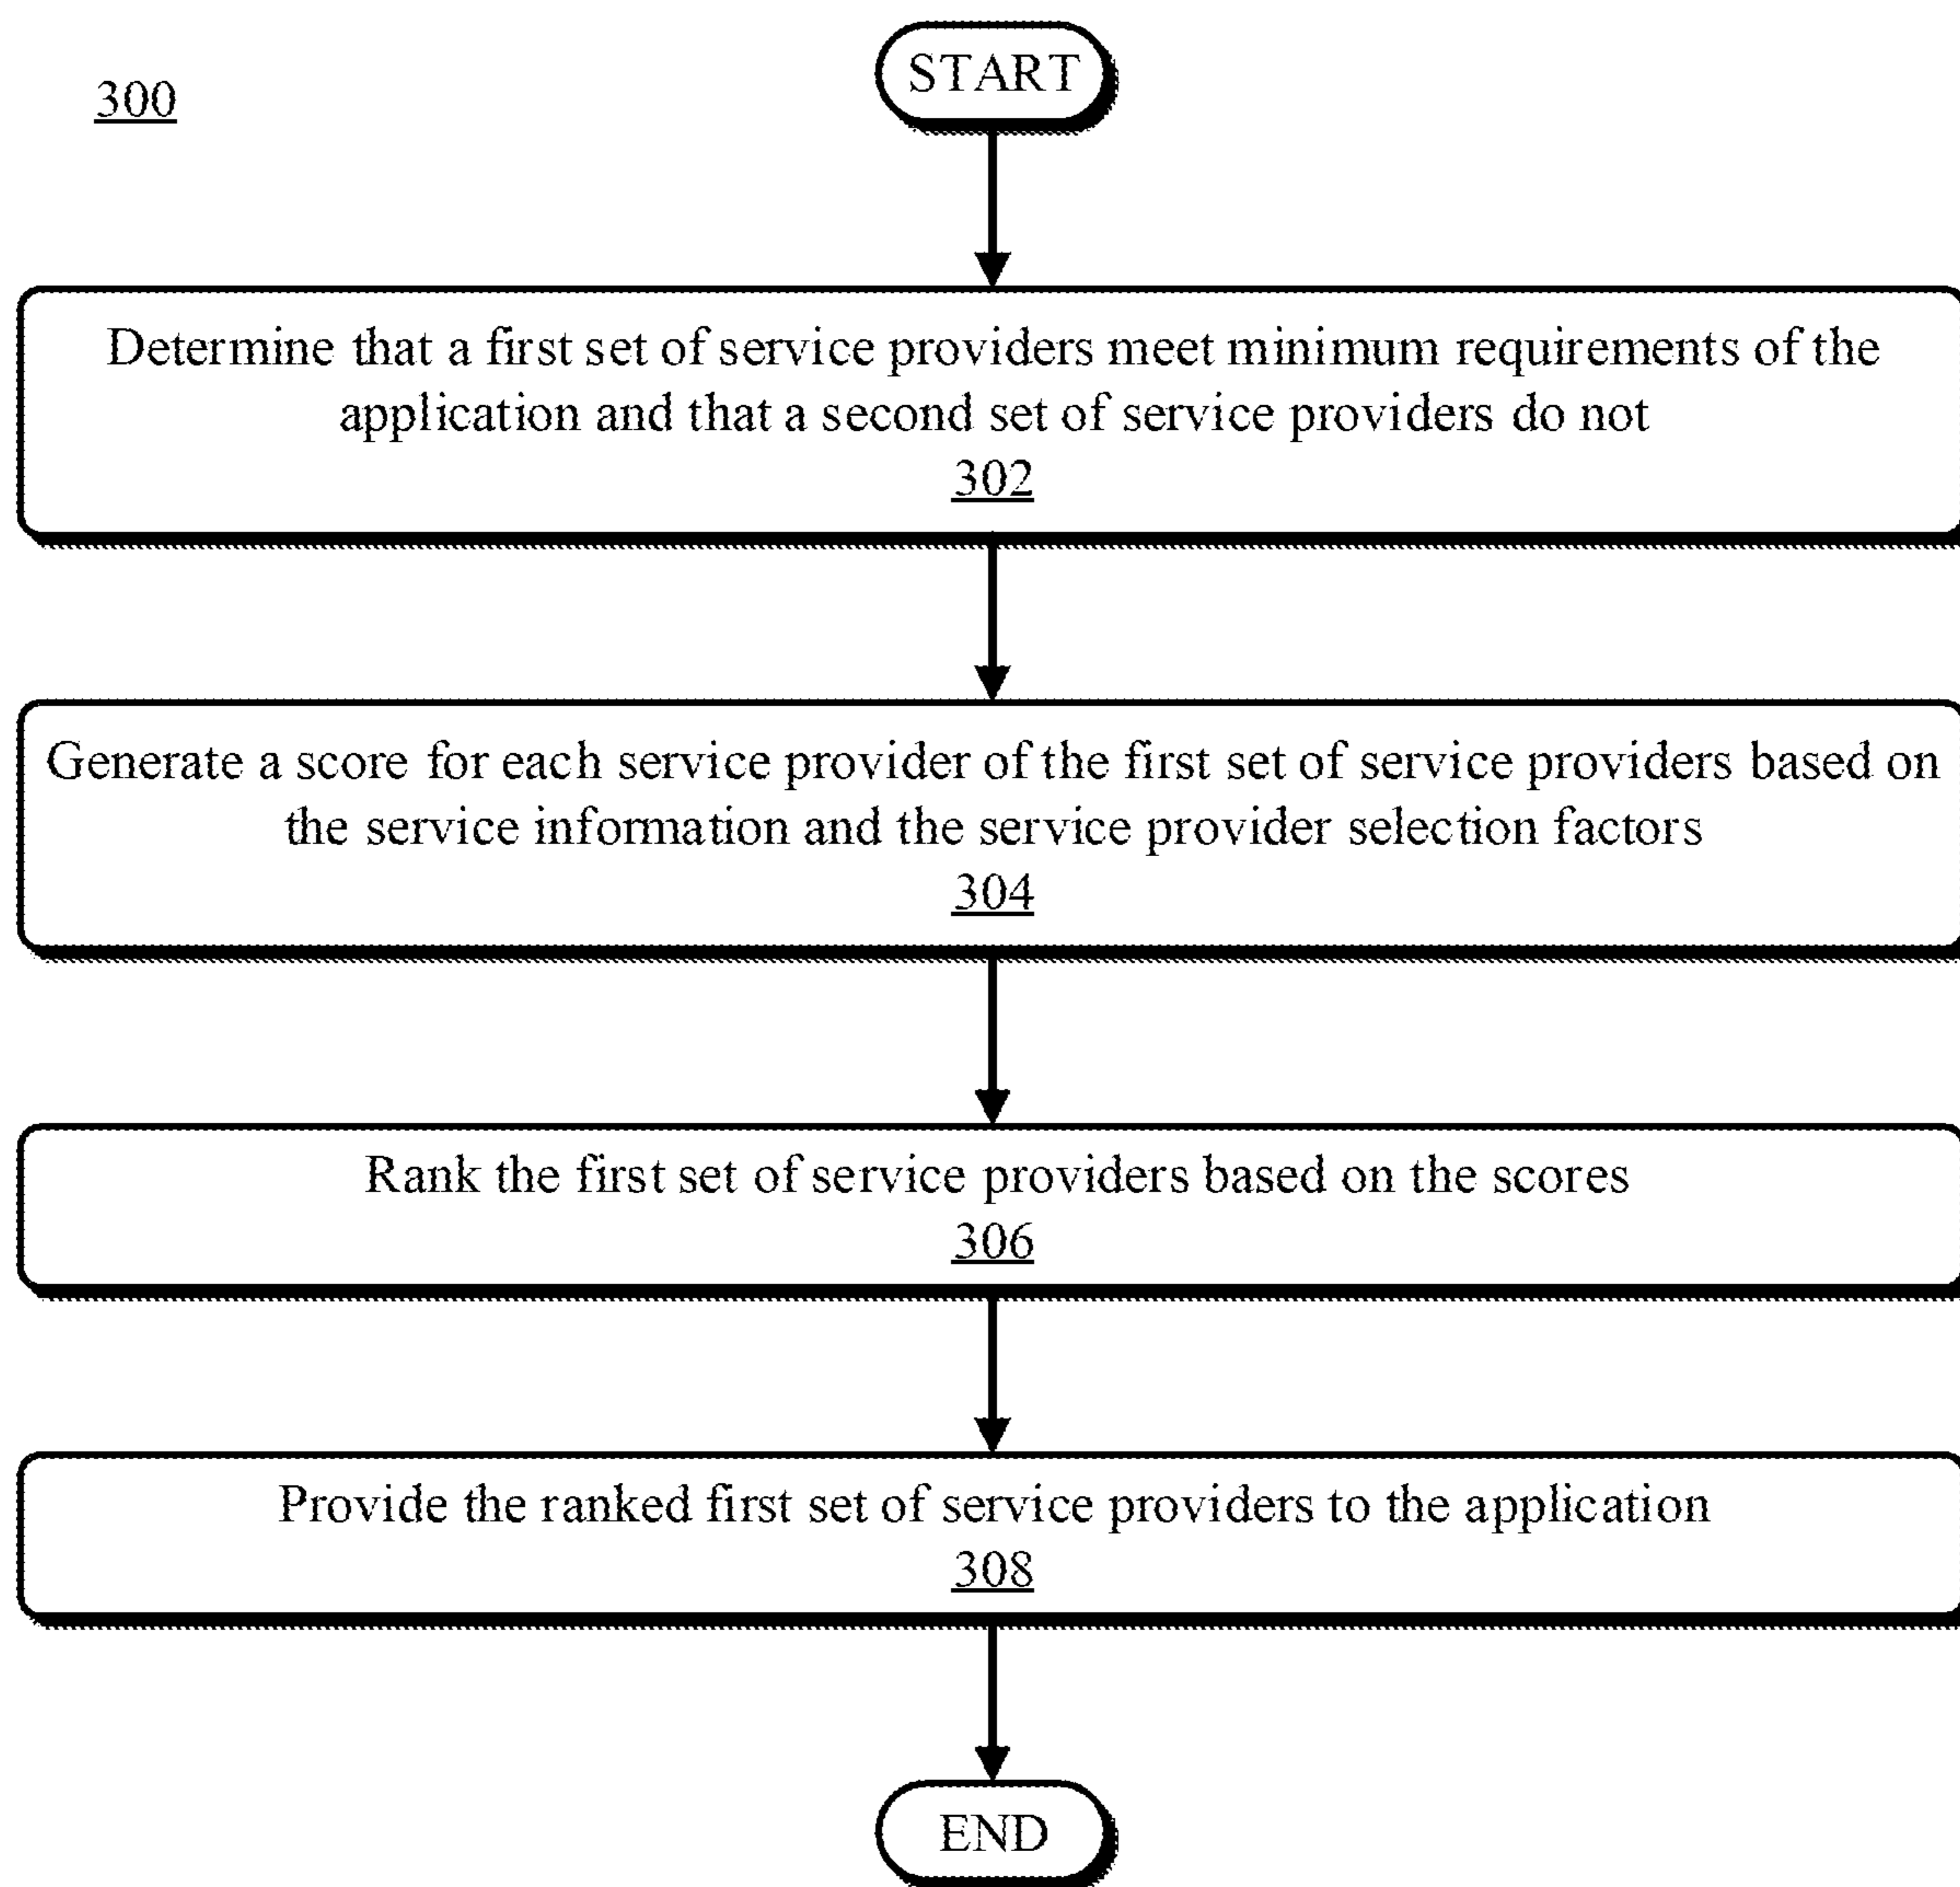 300
START
Determine that a first set of service providers meet minimum requirements of the
application and that a second set of service providers do not
302
Generate a score for each service provider of the first set of service providers based on
the service information and the service provider selection factors
304
Rank the first set of service providers based on the scores
306
Provide the ranked first set of service providers to the application
308
END